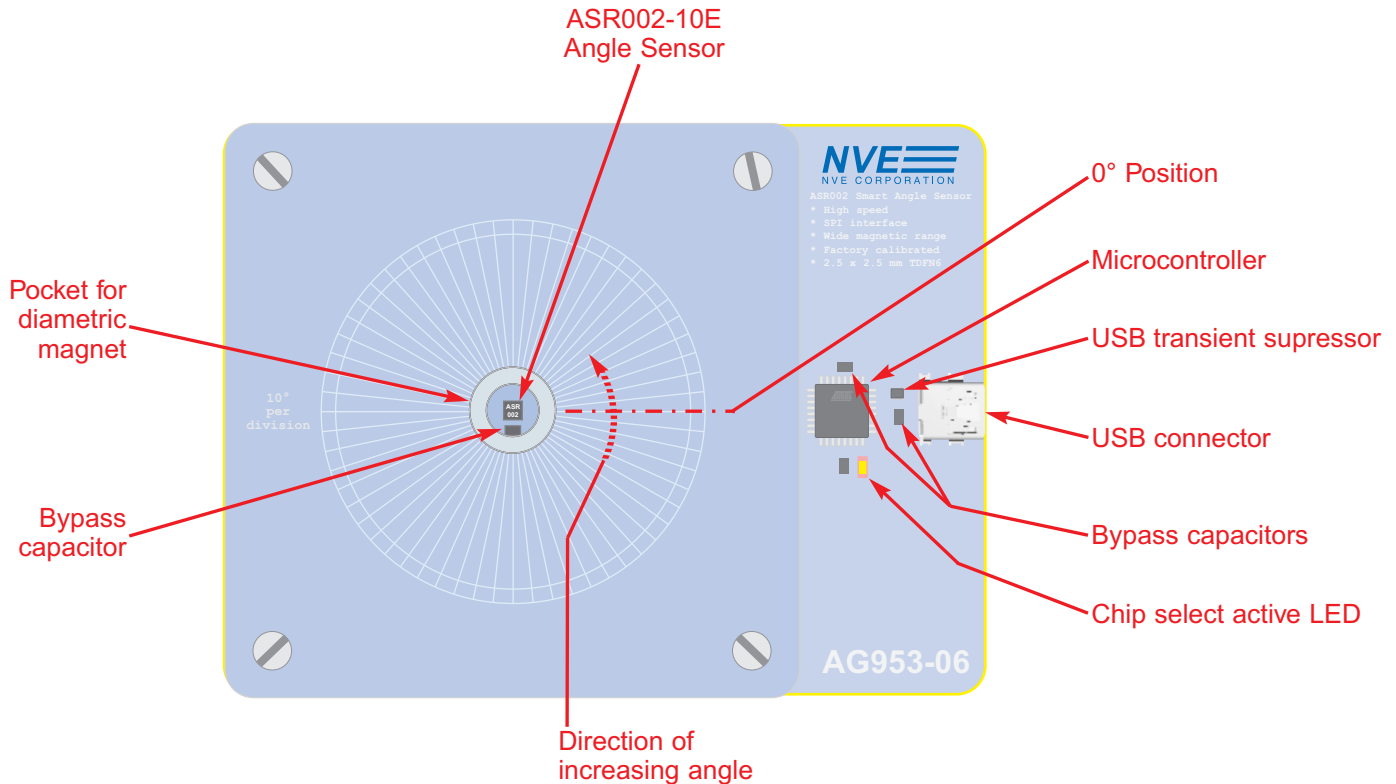 ASR002-10E
Angle Sensor
NVE
NVE CORPORATION
ASR002 Smart Angle Sensor
* High speed
* SPI interface
* Wide magnetic range
* Factory calibrated
* 2.5 x 2.5 mm TDFN6
0° Position
Microcontroller
USB transient supressor
USB connector
Bypass capacitors
Chip select active LED
Pocket for
diametric
magnet
10°
per
division
ASR
002
Bypass
capacitor
AG953-06
Direction of
increasing angle